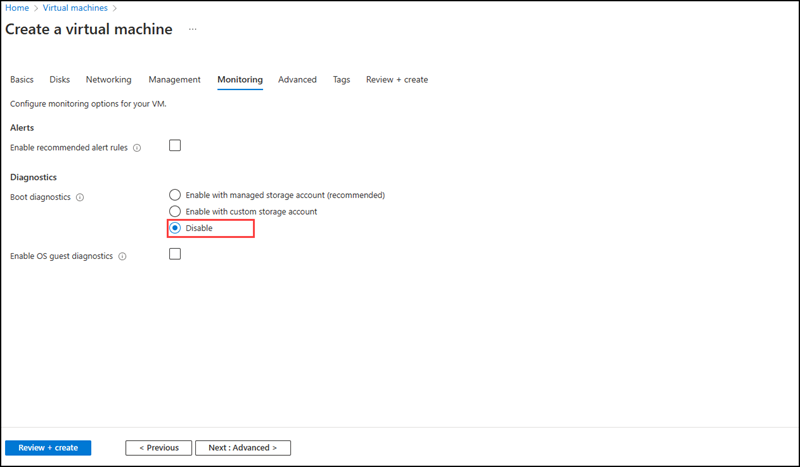 Home > Virtual machines >
Create a virtual machine ...
Basics Disks Networking Management Monitoring Advanced Tags Review + create
Configure monitoring options for your VM.
Alerts
Enable recommended alert rules
Diagnostics
Boot diagnostics
Enable with managed storage account (recommended)
Enable with custom storage account
Disable
Enable OS guest diagnostics
Review + create < Previous Next : Advanced >